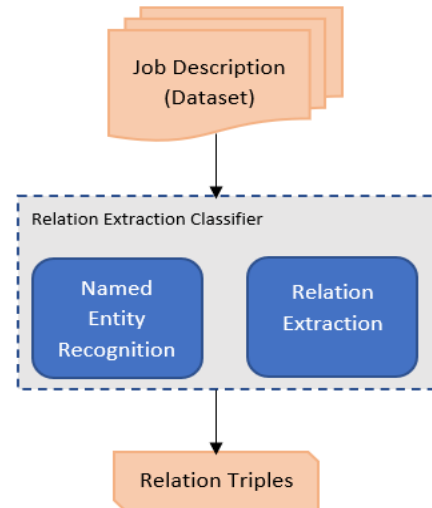 Job Description
(Dataset)
Relation Extraction Classifier
Named
Entity
Recognition
Relation
Extraction
Relation Triples